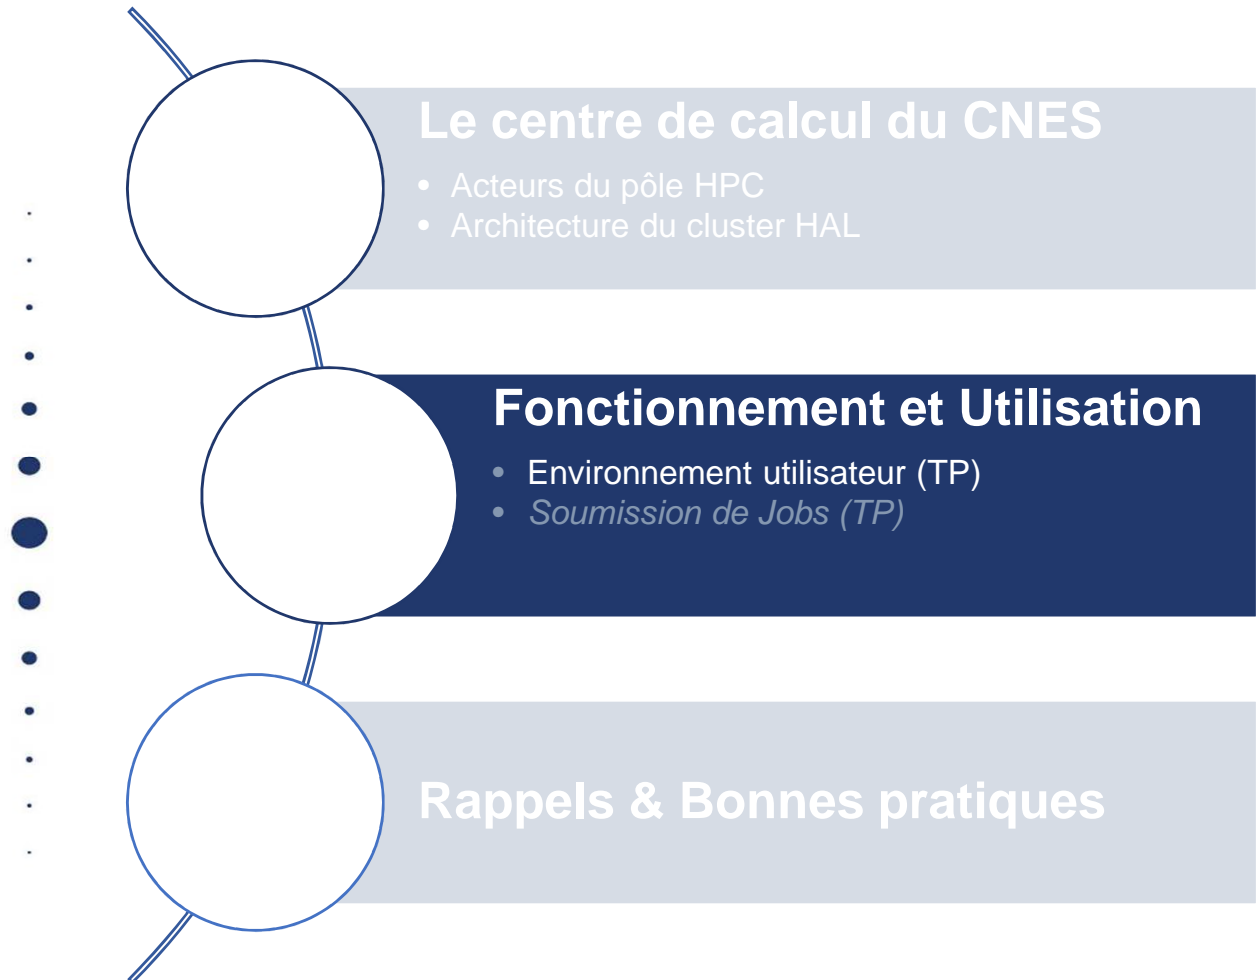 Le centre de calcul du CNES
• Acteurs du pôle HPC
• Architecture du cluster HAL
Fonctionnement et Utilisation
• Environnement utilisateur (TP)
• Soumission de Jobs (TP)
Rappels & Bonnes pratiques